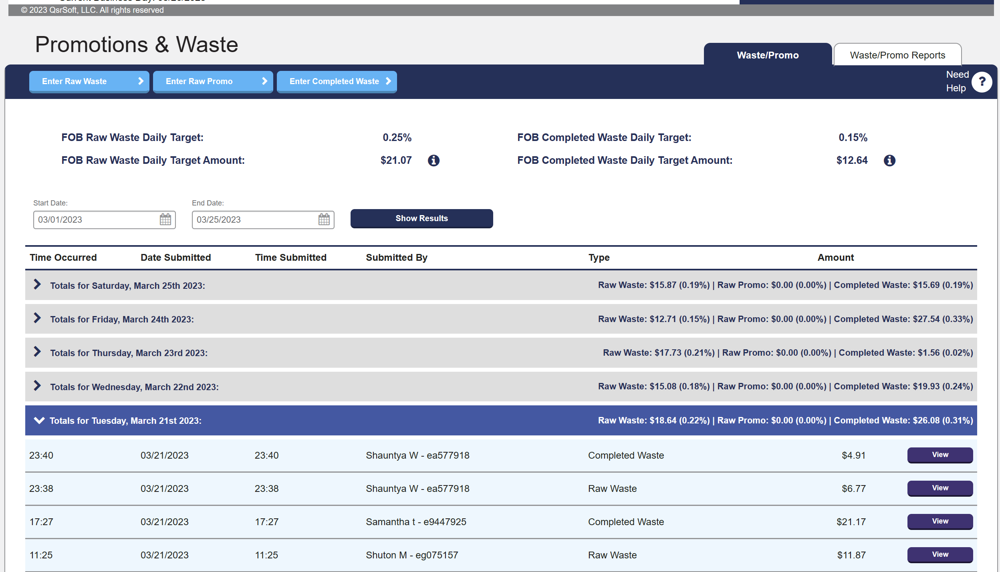 © 2023 QsrSoft, LLC. All rights reserved
Promotions & Waste
Waste/Promo
Waste/Promo Reports
Enter Raw Waste
Enter Raw Promo
Enter Completed Waste
Need
Help
?
FOB Raw Waste Daily Target: 0.25%
FOB Completed Waste Daily Target: 0.15%
FOB Raw Waste Daily Target Amount: $21.07
FOB Completed Waste Daily Target Amount: $12.64
Start Date:
End Date:
03/01/2023
03/25/2023
Show Results
Time Occurred Date Submitted Time Submitted Submitted By Type Amount
Totals for Saturday, March 25th 2023: Raw Waste: $15.87 (0.19%) | Raw Promo: $0.00 (0.00%) | Completed Waste: $15.69 (0.19%)
Totals for Friday, March 24th 2023: Raw Waste: $12.71 (0.15%) | Raw Promo: $0.00 (0.00%) | Completed Waste: $27.54 (0.33%)
Totals for Thursday, March 23rd 2023: Raw Waste: $17.73 (0.21%) | Raw Promo: $0.00 (0.00%) | Completed Waste: $1.56 (0.02%)
Totals for Wednesday, March 22nd 2023: Raw Waste: $15.08 (0.18%) | Raw Promo: $0.00 (0.00%) | Completed Waste: $19.93 (0.24%)
Totals for Tuesday, March 21st 2023: Raw Waste: $18.64 (0.22%) | Raw Promo: $0.00 (0.00%) | Completed Waste: $26.08 (0.31%)
23:40 03/21/2023 23:40 Shauntya W - ea577918 Completed Waste $4.91 View
23:38 03/21/2023 23:38 Shauntya W - ea577918 Raw Waste $6.77 View
17:27 03/21/2023 17:27 Samantha t - e9447925 Completed Waste $21.17 View
11:25 03/21/2023 11:25 Shuton M - eg075157 Raw Waste $11.87 View